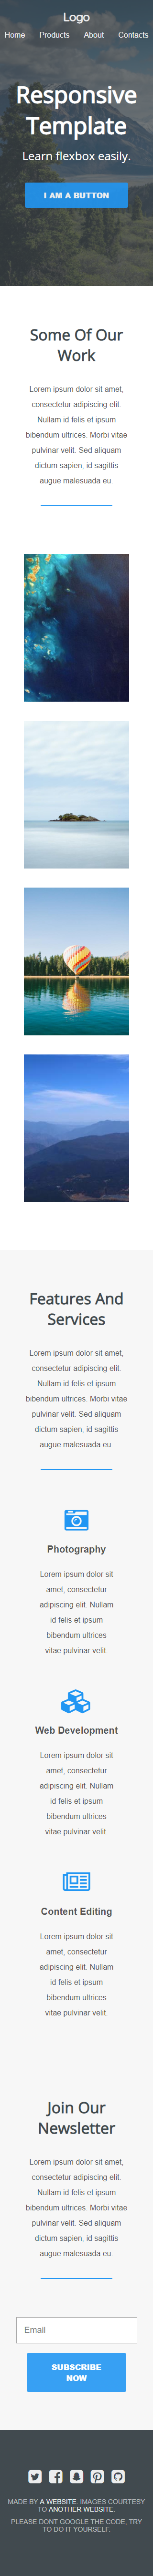 Logo
Home Products About Contacts
Responsive
Template
Learn flexbox easily.
I AM A BUTTON
Some Of Our
Work
Lorem ipsum dolor sit amet,
consectetur adipiscing elit.
Nullam id felis et ipsum
bibendum ultrices. Morbi vitae
pulvinar velit. Sed aliquam
dictum sapien, id sagittis
augue malesuada eu.
Features And
Services
Lorem ipsum dolor sit amet,
consectetur adipiscing elit.
Nullam id felis et ipsum
bibendum ultrices. Morbi vitae
pulvinar velit. Sed aliquam
dictum sapien, id sagittis
augue malesuada eu.
Photography
Lorem ipsum dolor sit
amet, consectetur
adipiscing elit. Nullam
id felis et ipsum
bibendum ultrices
vitae pulvinar velit.
Web Development
Lorem ipsum dolor sit
amet, consectetur
adipiscing elit. Nullam
id felis et ipsum
bibendum ultrices
vitae pulvinar velit.
Content Editing
Lorem ipsum dolor sit
amet, consectetur
adipiscing elit. Nullam
id felis et ipsum
bibendum ultrices
vitae pulvinar velit.
Join Our
Newsletter
Lorem ipsum dolor sit amet,
consectetur adipiscing elit.
Nullam id felis et ipsum
bibendum ultrices. Morbi vitae
pulvinar velit. Sed aliquam
dictum sapien, id sagittis
augue malesuada eu.
Email
SUBSCRIBE
NOW
MADE BY A WEBSITE. IMAGES COURTESY
TO ANOTHER WEBSITE.
PLEASE DONT GOOGLE THE CODE, TRY
TO DO IT YOURSELF.